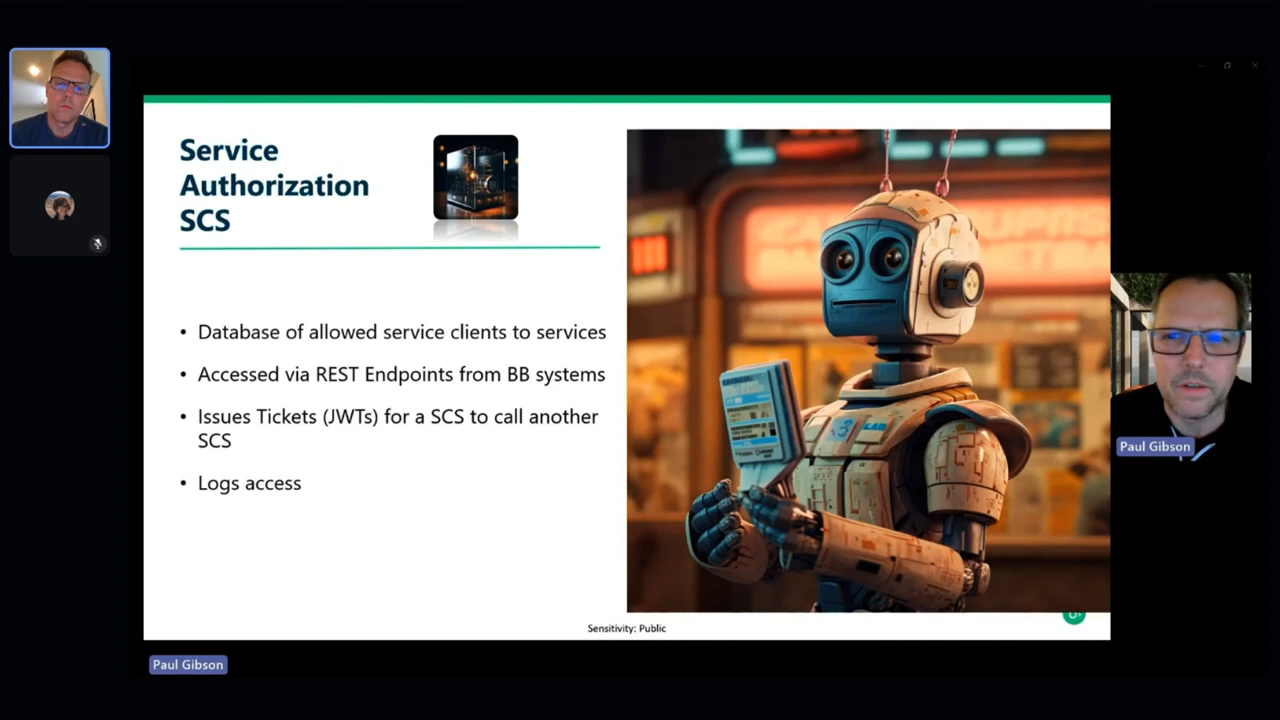 Service
Authorization
SCS
• Database of allowed service clients to services
• Accessed via REST Endpoints from BB systems
• Issues Tickets (JWTs) for a SCS to call another
SCS
• Logs access
Sensitivity: Public
Paul Gibson
Paul Gibson